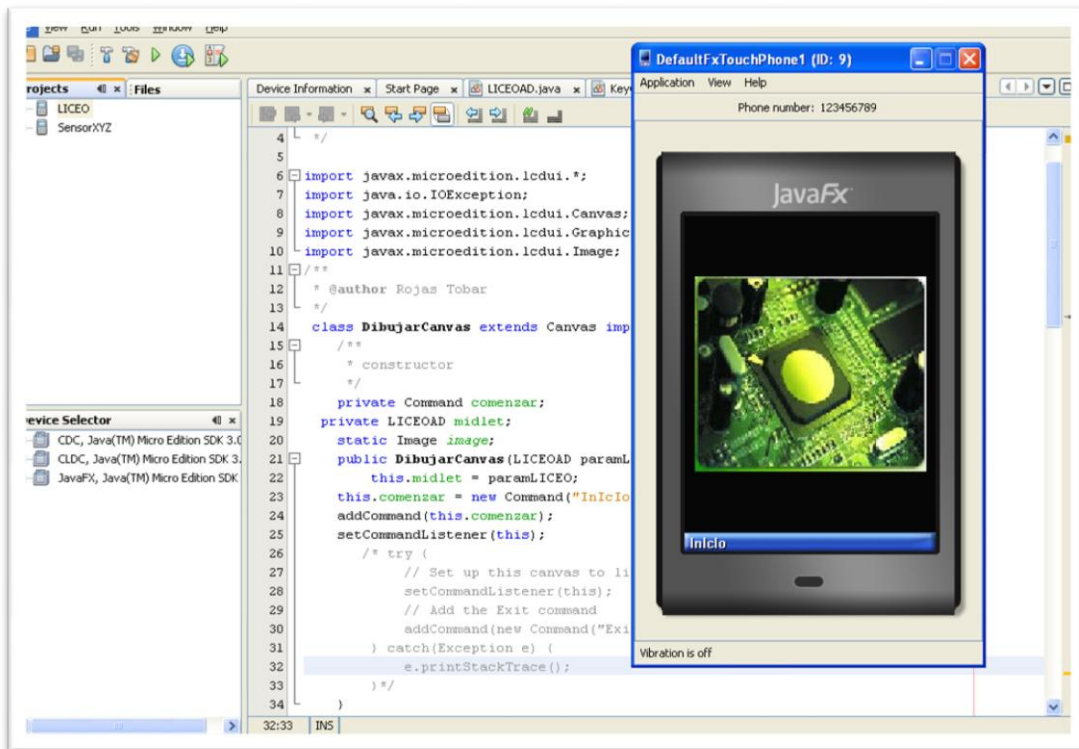 View Run Tools Window Help
rojects Files
LICEO
SensorXYZ
Device Information Start Page LICEOAD.java Key
4 */
5
6 import javax.microedition.lcdui.*;
7 import java.io.IOException;
8 import javax.microedition.lcdui.Canvas;
9 import javax.microedition.lcdui.Graphic
10 import javax.microedition.lcdui.Image;
11 /**
12 * @author Rojas Tobar
13 */
14 class DibujarCanvas extends Canvas imp
15 /**
16 * constructor
17 */
18 private Command comenzar;
19 private LICEOAD midlet;
20 static Image image;
21 public DibujarCanvas(LICEOAD paramL
22 this.midlet = paramLICEO;
23 this.comenzar = new Command("InIcIo
24 addCommand(this.comenzar);
25 setCommandListener(this);
26 /* try {
27 // Set up this canvas to li
28 setCommandListener(this);
29 // Add the Exit command
30 addCommand(new Command("Exi
31 } catch(Exception e) {
32 e.printStackTrace();
33 }*/
34 }
32:33 INS
evice Selector
CDC, Java(TM) Micro Edition SDK 3.0
CLDC, Java(TM) Micro Edition SDK 3.
JavaFX, Java(TM) Micro Edition SDK
DefaultFxTouchPhone1 (ID: 9)
Application View Help
Phone number: 123456789
JavaFx
InIcIo
Vibration is off